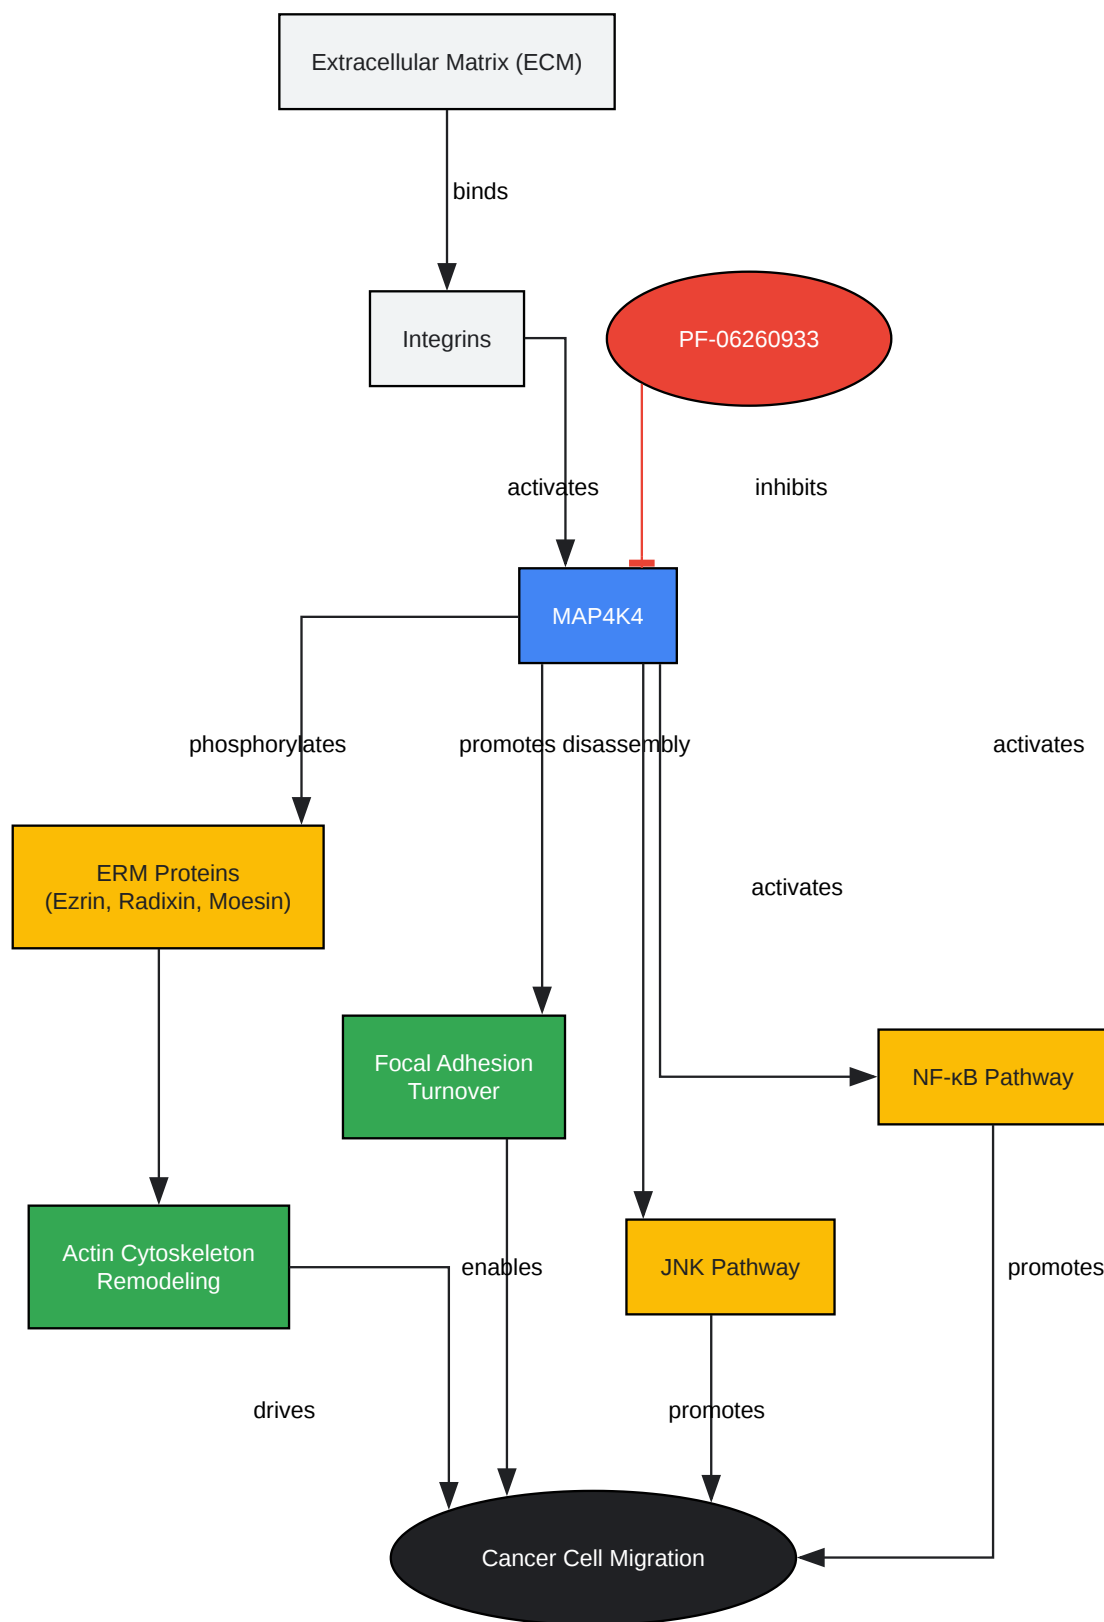 Extracellular Matrix (ECM)
binds
Integrins
PF-06260933
activates
inhibits
MAP4K4
phosphorylates
promotes disassembly
activates
ERM Proteins
(Ezrin, Radixin, Moesin)
activates
Focal Adhesion
Turnover
NF-κB Pathway
Actin Cytoskeleton
Remodeling
enables
JNK Pathway
promotes
drives
promotes
Cancer Cell Migration